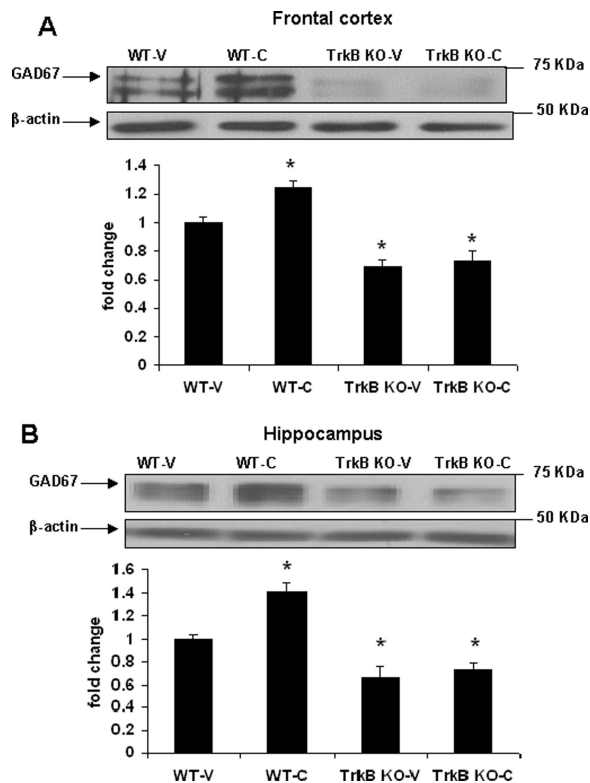 A
Frontal cortex
WT-V WT-C TrkB KO-V TrkB KO-C
75 KDa
GAD67
50 KDa
β-actin
*
*
*
fold change
1.4
1.2
1
0.8
0.6
0.4
0.2
0
WT-V WT-C TrkB KO-V TrkB KO-C
B
Hippocampus
WT-V WT-C TrkB KO-V TrkB KO-C
75 KDa
GAD67
50 KDa
β-actin
*
*
*
fold change
1.6
1.4
1.2
1
0.8
0.6
0.4
0.2
0
WT-V WT-C TrkB KO-V TrkB KO-C